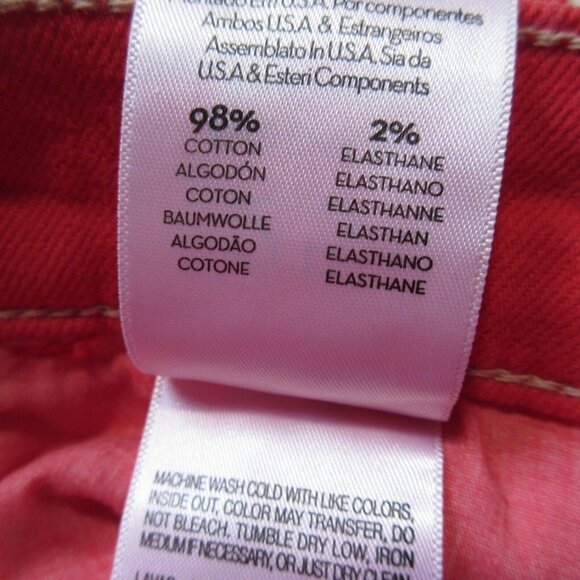 Por componentes
Ambos U.S.A & Estrangeiros
Assemblato In U.S.A. Sia da
U.S.A & Esteri Components
98% 2%
COTTON ELASTHANE
ALGODÓN ELASTHANO
COTON ELASTHANNE
BAUMWOLLE ELASTHAN
ALGODÃO ELASTHANO
COTONE ELASTHANE
MACHINE WASH COLD WITH LIKE COLORS,
INSIDE OUT, COLOR MAY TRANSFER, DO
NOT BLEACH, TUMBLE DRY LOW, IRON
MEDIUM IF NECESSARY, OR JUST DRY CLEAN